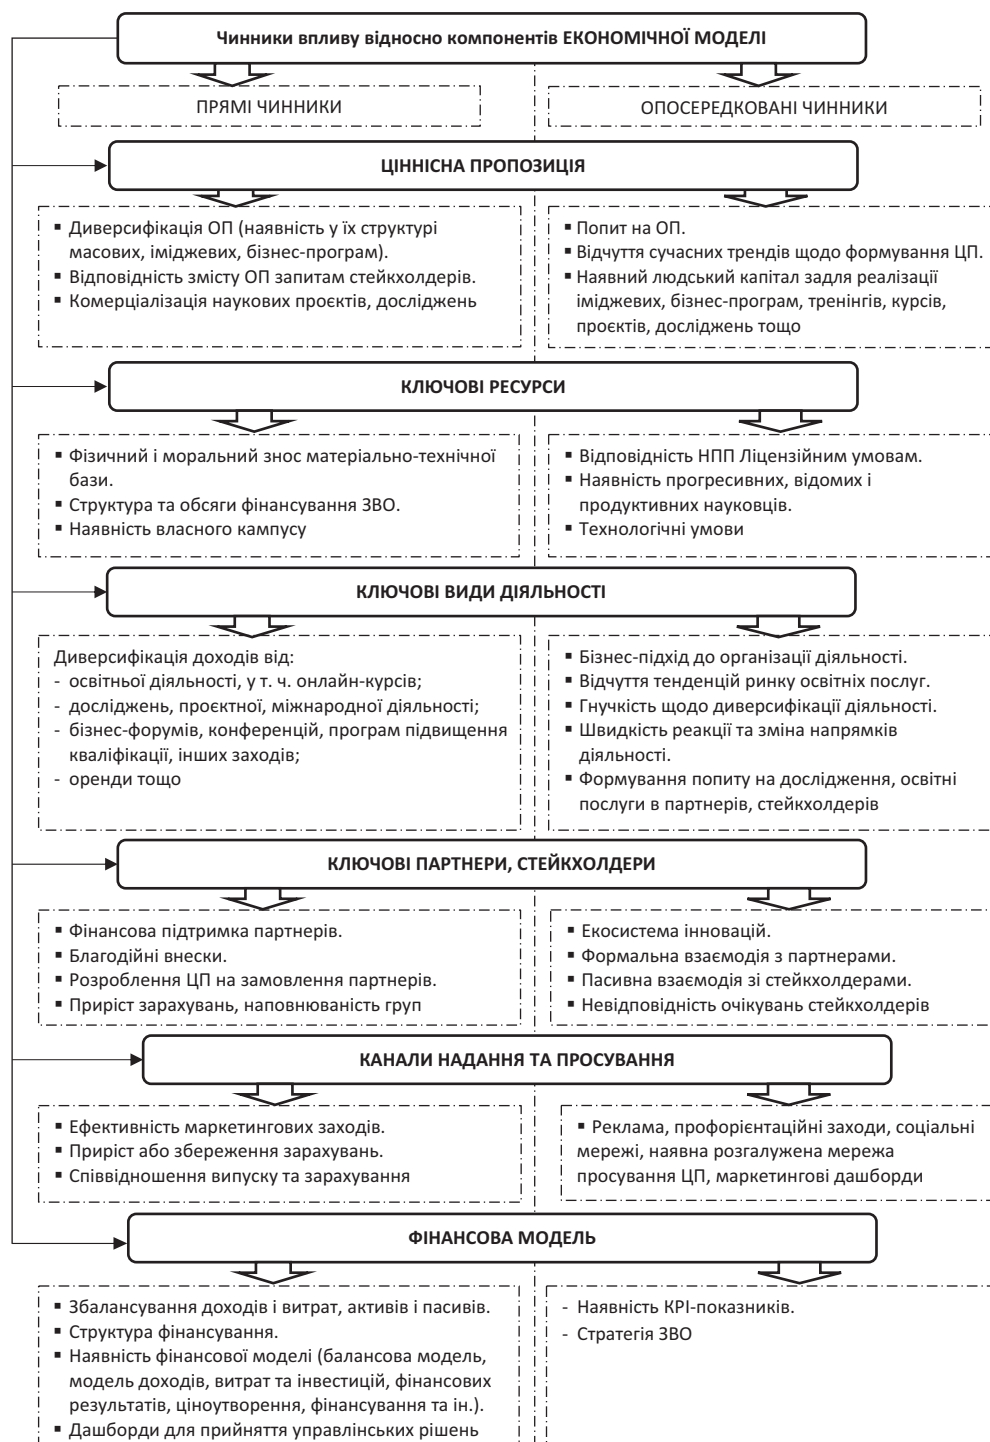 Чинники впливу відносно компонентів ЕКОНОМІЧНОЇ МОДЕЛІ
ПРЯМІ ЧИННИКИ
ОПОСЕРЕДКОВАНІ ЧИННИКИ
ЦІННІСНА ПРОПОЗИЦІЯ
▪ Диверсифікація ОП (наявність у їх структурі
масових, іміджевих, бізнес-програм).
▪ Відповідність змісту ОП запитам стейкхолдерів.
▪ Комерціалізація наукових проєктів, досліджень
▪ Попит на ОП.
▪ Відчуття сучасних трендів щодо формування ЦП.
▪ Наявний людський капітал задля реалізації
іміджевих, бізнес-програм, тренінгів, курсів,
проєктів, досліджень тощо
КЛЮЧОВІ РЕСУРСИ
▪ Фізичний і моральний знос матеріально-технічної
бази.
▪ Структура та обсяги фінансування ЗВО.
▪ Наявність власного кампусу
▪ Відповідність НПП Ліцензійним умовам.
▪ Наявність прогресивних, відомих і
продуктивних науковців.
▪ Технологічні умови
КЛЮЧОВІ ВИДИ ДІЯЛЬНОСТІ
Диверсифікація доходів від:
- освітньої діяльності, у т. ч. онлайн-курсів;
- досліджень, проєктної, міжнародної діяльності;
- бізнес-форумів, конференцій, програм підвищення
кваліфікації, інших заходів;
- оренди тощо
▪ Бізнес-підхід до організації діяльності.
▪ Відчуття тенденцій ринку освітніх послуг.
▪ Гнучкість щодо диверсифікації діяльності.
▪ Швидкість реакції та зміна напрямків
діяльності.
▪ Формування попиту на дослідження, освітні
послуги в партнерів, стейкхолдерів
КЛЮЧОВІ ПАРТНЕРИ, СТЕЙКХОЛДЕРИ
▪ Фінансова підтримка партнерів.
▪ Благодійні внески.
▪ Розроблення ЦП на замовлення партнерів.
▪ Приріст зарахувань, наповнюваність груп
▪ Екосистема інновацій.
▪ Формальна взаємодія з партнерами.
▪ Пасивна взаємодія зі стейкхолдерами.
▪ Невідповідність очікувань стейкхолдерів
КАНАЛИ НАДАННЯ ТА ПРОСУВАННЯ
▪ Ефективність маркетингових заходів.
▪ Приріст або збереження зарахувань.
▪ Співвідношення випуску та зарахування
▪ Реклама, профорієнтаційні заходи, соціальні
мережі, наявна розгалужена мережа
просування ЦП, маркетингові дашборди
ФІНАНСОВА МОДЕЛЬ
▪ Збалансування доходів і витрат, активів і пасивів.
▪ Структура фінансування.
▪ Наявність фінансової моделі (балансова модель,
модель доходів, витрат та інвестицій, фінансових
результатів, ціноутворення, фінансування та ін.).
▪ Дашборди для прийняття управлінських рішень
- Наявність KPI-показників.
- Стратегія ЗВО